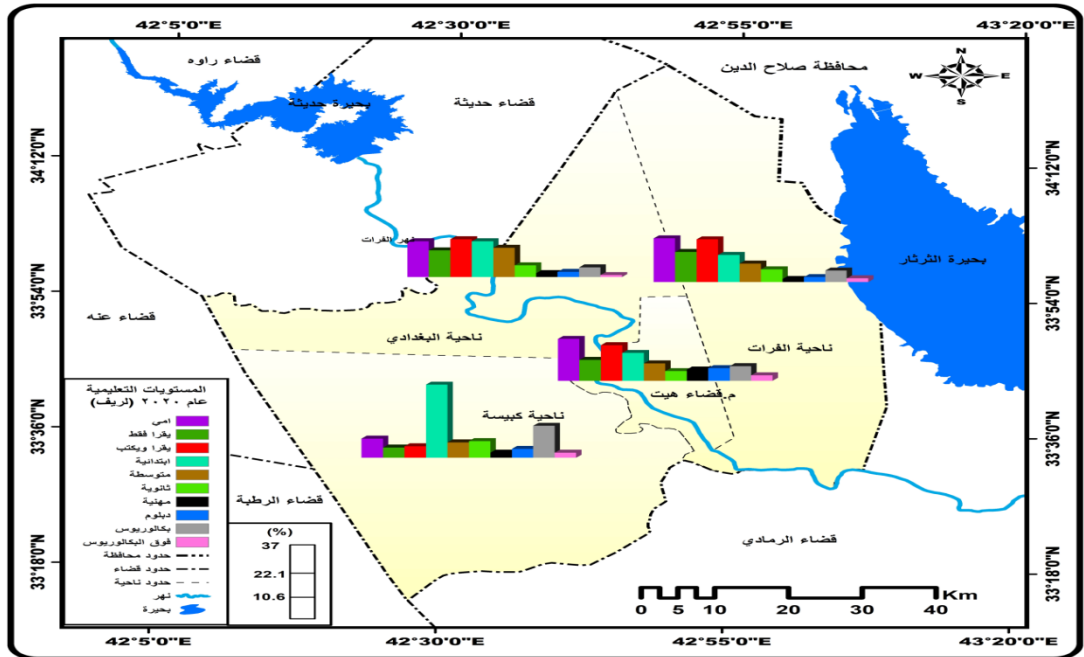 42°5'0"E
42°30'0"E
42°55'0"E
43°20'0"E
قضاء راوه
محافظة صلاح الدين
N
W E
S
بحيرة حديثة
قضاء حديثة
34°12'0"N
34°12'0"N
نهر الفرات
بحيرة الثرثار
33°54'0"N
33°54'0"N
قضاء عنه
ناحية البغدادي
ناحية الفرات
م.قضاء هيت
ناحية كبيسة
المستويات التعليمية
عام ٢٠٢٠ (لريف)
امي
يقرا فقط
يقرا ويكتب
ابتدائية
متوسطة
ثانوية
مهنية
دبلوم
بكالوريوس
فوق البكالوريوس
حدود محافظة
حدود قضاء
حدود ناحية
نهر
بحيرة
33°36'0"N
33°36'0"N
قضاء الرطبة
(%)
37
22.1
10.6
قضاء الرمادي
33°18'0"N
33°18'0"N
0 5 10 20 30 40 Km
42°5'0"E
42°30'0"E
42°55'0"E
43°20'0"E